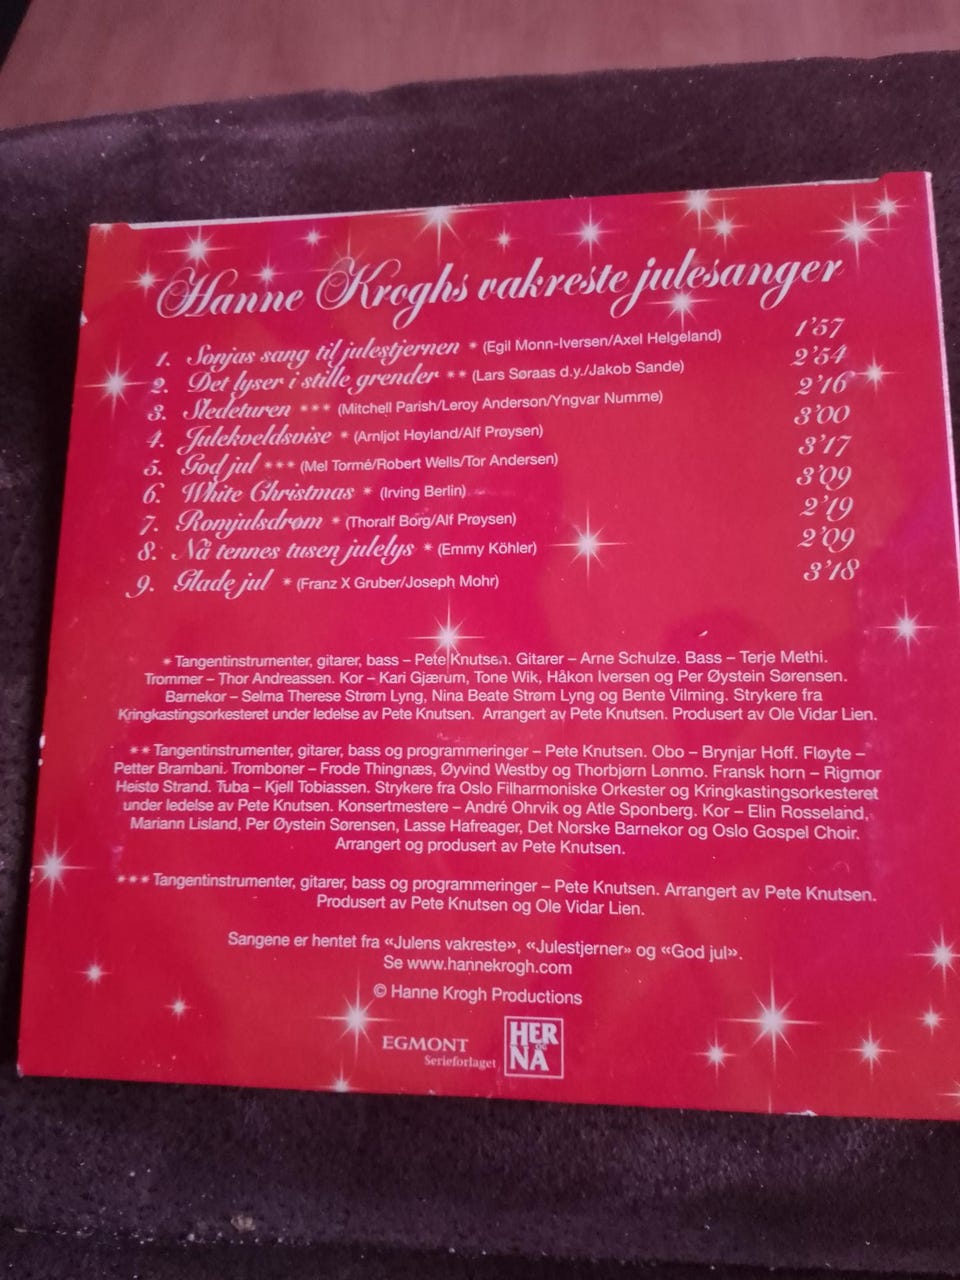 Hanne Kroghs vakreste julesanger
1. Sonjas sang til julestjernen * (Egil Monn-Iversen/Axel Helgeland) 1'57
2. Det lyser i stille grender ** (Lars Søraas d.y./Jakob Sande) 2'54
3. Sledeturen *** (Mitchell Parish/Leroy Anderson/Yngvar Numme) 2'16
4. Julekveldsvise * (Arnljot Høyland/Alf Prøysen) 3'00
5. God jul *** (Mel Tormé/Robert Wells/Tor Andersen) 3'17
6. White Christmas * (Irving Berlin) 3'09
7. Romjulsdrøm * (Thoralf Borg/Alf Prøysen) 2'19
8. Nå tennes tusen julelys * (Emmy Köhler) 2'09
9. Glade jul * (Franz X Gruber/Joseph Mohr) 3'18
* Tangentinstrumenter, gitarer, bass – Pete Knutsen. Gitarer – Arne Schulze. Bass – Terje Methi.
Trommer – Thor Andreassen. Kor – Kari Gjærum, Tone Wik, Håkon Iversen og Per Øystein Sørensen.
Barnekor – Selma Therese Strøm Lyng, Nina Beate Strøm Lyng og Bente Vilming. Strykere fra
Kringkastingsorkesteret under ledelse av Pete Knutsen. Arrangert av Pete Knutsen. Produsert av Ole Vidar Lien.
** Tangentinstrumenter, gitarer, bass og programmeringer – Pete Knutsen. Obo – Brynjar Hoff. Fløyte –
Petter Brambani. Tromboner – Frode Thingnæs, Øyvind Westby og Thorbjørn Lønmo. Fransk horn – Rigmor
Heistø Strand. Tuba – Kjell Tobiassen. Strykere fra Oslo Filharmoniske Orkester og Kringkastingsorkesteret
under ledelse av Pete Knutsen. Konsertmestere – André Ohrvik og Atle Sponberg. Kor – Elin Rosseland,
Mariann Lisland, Per Øystein Sørensen, Lasse Hafreager, Det Norske Barnekor og Oslo Gospel Choir.
Arrangert og produsert av Pete Knutsen.
*** Tangentinstrumenter, gitarer, bass og programmeringer – Pete Knutsen. Arrangert av Pete Knutsen.
Produsert av Pete Knutsen og Ole Vidar Lien.
Sangene er hentet fra «Julens vakreste», «Julestjerner» og «God jul».
Se www.hannekrogh.com
© Hanne Krogh Productions
EGMONT
Serieforlaget
HER
OG
NÅ